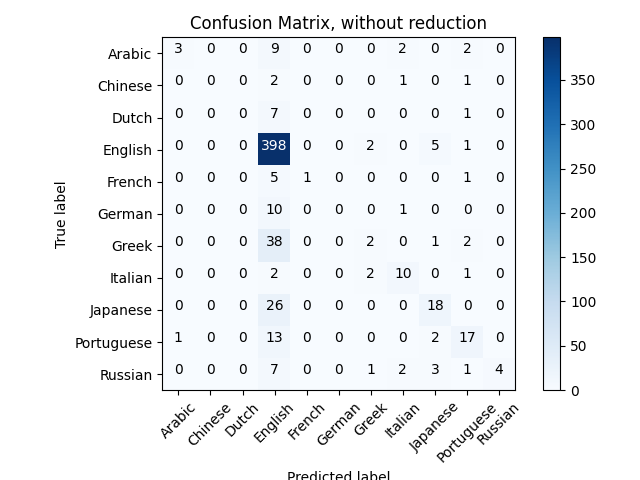 Confusion Matrix, without reduction
True label
Arabic 3 0 0 9 0 0 0 2 0 2 0
Chinese 0 0 0 2 0 0 0 1 0 1 0
Dutch 0 0 0 7 0 0 0 0 0 1 0
English 0 0 0 398 0 0 2 0 5 1 0
French 0 0 0 5 1 0 0 0 0 1 0
German 0 0 0 10 0 0 0 1 0 0 0
Greek 0 0 0 38 0 0 2 0 1 2 0
Italian 0 0 0 2 0 0 2 10 0 1 0
Japanese 0 0 0 26 0 0 0 0 18 0 0
Portuguese 1 0 0 13 0 0 0 0 2 17 0
Russian 0 0 0 7 0 0 1 2 3 1 4
Arabic Chinese Dutch English French German Greek Italian Japanese Portuguese Russian
Predicted label
350
300
250
200
150
100
50
0